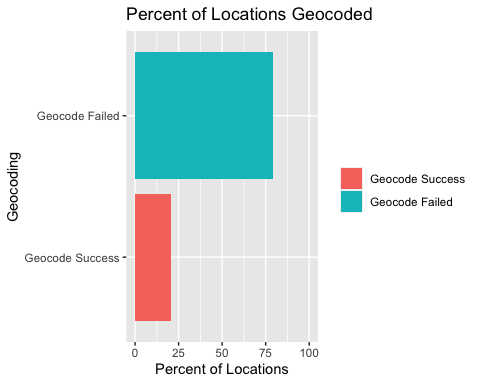 Percent of Locations Geocoded
Geocoding
Geocode Failed
Geocode Success
0 25 50 75 100
Percent of Locations
Geocode Success
Geocode Failed